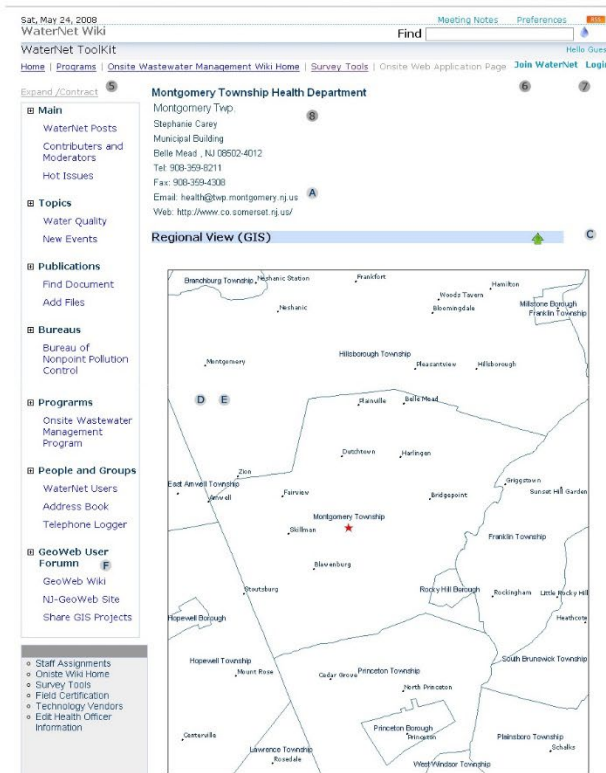 Sat, May 24, 2008
Meeting Notes Preferences RSS
WaterNet Wiki
Find
WaterNet ToolKit
Hello Gues
Home | Programs | Onsite Wastewater Management Wiki Home | Survey Tools | Onsite Web Application Page Join WaterNet Login
Expand /Contract 5
6 7
Main
WaterNet Posts
Contributers and
Moderators
Hot Issues
Topics
Water Quality
New Events
Publications
Find Document
Add Files
Bureaus
Bureau of
Nonpoint Pollution
Control
Programs
Onsite Wastewater
Management
Program
People and Groups
WaterNet Users
Address Book
Telephone Logger
GeoWeb User
Forumn F
GeoWeb Wiki
NJ-GeoWeb Site
Share GIS Projects
Staff Assignments
Onsite Wiki Home
Survey Tools
Field Certification
Technology Vendors
Edit Health Officer
Information
Montgomery Township Health Department
Montgomery Twp.
8
Stephanie Carey
Municipal Building
Belle Mead , NJ 08502-4012
Tel: 908-359-8211
Fax: 908-359-4308
Email: health@twp.montgomery.nj.us A
Web: http://www.co.somerset.nj.us/
Regional View (GIS) C
Branchburg Township Neshanic Station Frankfort
Hamilton
Woods Tavern
Neshanic Bloomingdale
Millstone Borough
Franklin Township
Hillsborough Township
Montgomery Pleasantview Hillsborough
D E
Plainville Belle Mead
Dutchtown Harlingen
Zion
East Amwell Township
Amwell
Fairview
Bridgepoint
Griggstown
Sunset Hill Garden
Montgomery Township
Skillman
Franklin Township
Blawenburg
Stoutsburg
Rocky Hill Borough
Rockingham Little Rocky Hill
Hopewell Borough
Heathcote
Hopewell Township
Mount Rose
Cedar Grove Princeton Township
South Brunswick Township
North Princeton
Princeton Borough
Princeton
Centerville
Plainsboro Township
Schalks
Lawrence Township
Rosedale
West Windsor Township